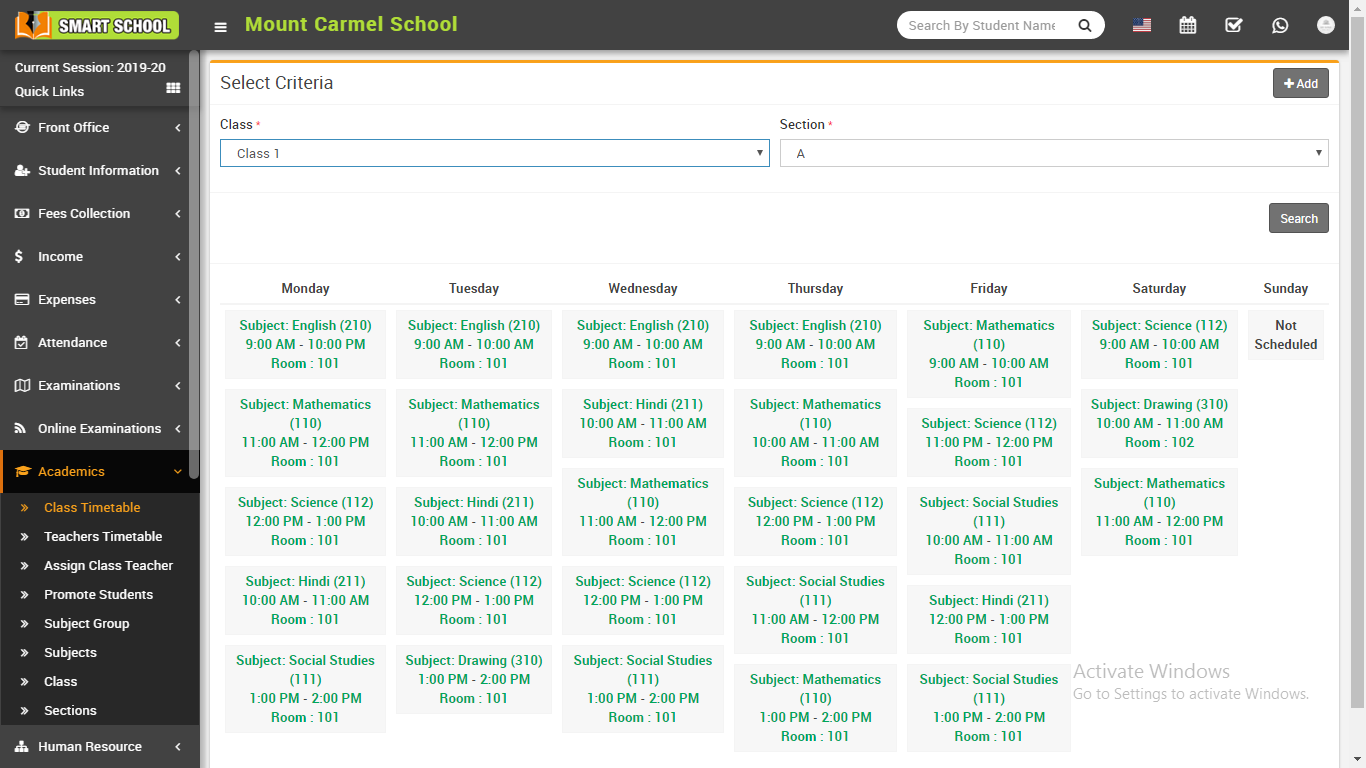 SMART SCHOOL
Mount Carmel School
Search By Student Name
Current Session: 2019-20
Quick Links
Front Office
Student Information
Fees Collection
Income
Expenses
Attendance
Examinations
Online Examinations
Academics
Class Timetable
Teachers Timetable
Assign Class Teacher
Promote Students
Subject Group
Subjects
Class
Sections
Human Resource
Select Criteria
Add
Class *
Section *
Class 1
A
Search
Monday
Subject: English (210)
9:00 AM - 10:00 PM
Room : 101
Subject: Mathematics
(110)
11:00 AM - 12:00 PM
Room : 101
Subject: Science (112)
12:00 PM - 1:00 PM
Room : 101
Subject: Hindi (211)
10:00 AM - 11:00 AM
Room : 101
Subject: Social Studies
(111)
1:00 PM - 2:00 PM
Room : 101
Tuesday
Subject: English (210)
9:00 AM - 10:00 AM
Room : 101
Subject: Mathematics
(110)
11:00 AM - 12:00 PM
Room : 101
Subject: Hindi (211)
10:00 AM - 11:00 AM
Room : 101
Subject: Science (112)
12:00 PM - 1:00 PM
Room : 101
Subject: Drawing (310)
1:00 PM - 2:00 PM
Room : 101
Wednesday
Subject: English (210)
9:00 AM - 10:00 AM
Room : 101
Subject: Hindi (211)
10:00 AM - 11:00 AM
Room : 101
Subject: Mathematics
(110)
11:00 AM - 12:00 PM
Room : 101
Subject: Science (112)
12:00 PM - 1:00 PM
Room : 101
Subject: Social Studies
(111)
1:00 PM - 2:00 PM
Room : 101
Thursday
Subject: English (210)
9:00 AM - 10:00 AM
Room : 101
Subject: Mathematics
(110)
10:00 AM - 11:00 AM
Room : 101
Subject: Science (112)
12:00 PM - 1:00 PM
Room : 101
Subject: Social Studies
(111)
11:00 AM - 12:00 PM
Room : 101
Subject: Mathematics
(110)
1:00 PM - 2:00 PM
Room : 101
Friday
Subject: Mathematics
(110)
9:00 AM - 10:00 AM
Room : 101
Subject: Science (112)
11:00 PM - 12:00 PM
Room : 101
Subject: Social Studies
(111)
10:00 AM - 11:00 AM
Room : 101
Subject: Hindi (211)
12:00 PM - 1:00 PM
Room : 101
Subject: Social Studies
(111)
1:00 PM - 2:00 PM
Room : 101
Saturday
Subject: Science (112)
9:00 AM - 10:00 AM
Room : 101
Subject: Drawing (310)
10:00 AM - 11:00 AM
Room : 102
Subject: Mathematics
(110)
11:00 AM - 12:00 PM
Room : 101
Sunday
Not
Scheduled
Activate Windows
Go to Settings to activate Windows.